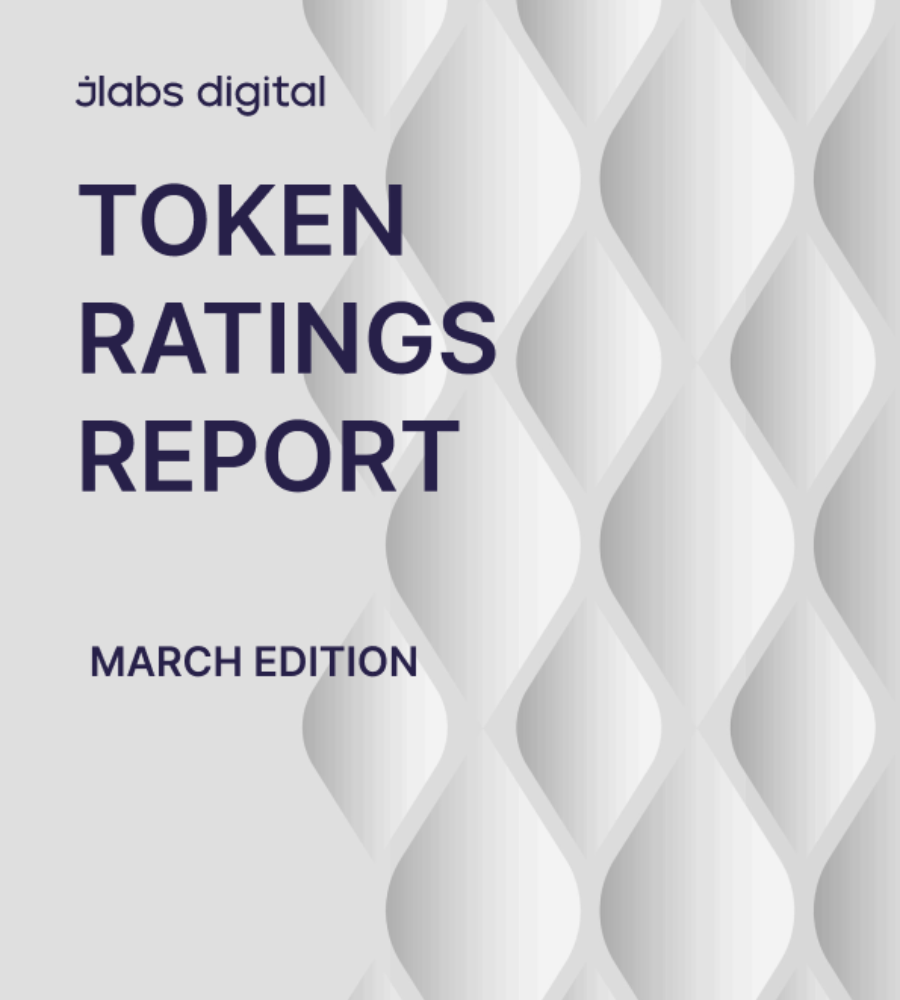 jlabs digital
TOKEN
RATINGS
REPORT
MARCH EDITION